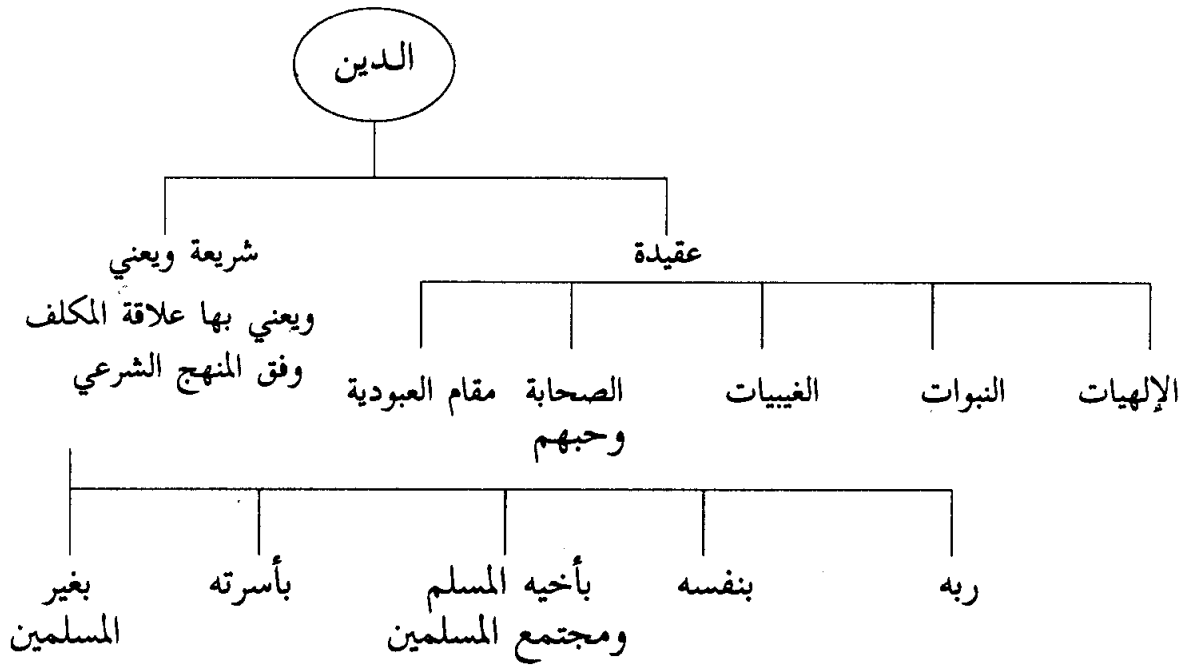 الدين
عقيدة
شريعة ويعني
ويعني بها علاقة المكلف
وفق المنهج الشرعي
الإلهيات
النبوات
الغيبيات
الصحابة
وحبهم
مقام العبودية
ربه
بنفسه
بأخيه المسلم
ومجتمع المسلمين
بأسرته
بغير
المسلمين